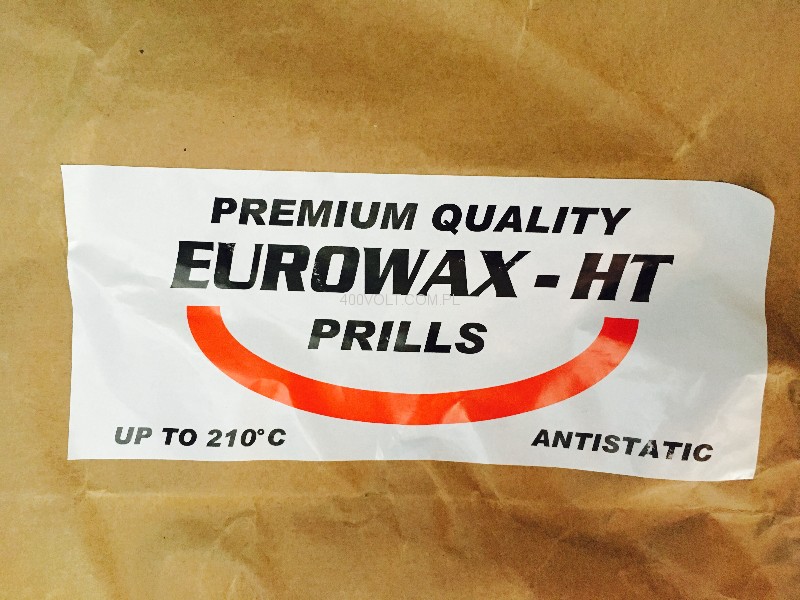 PREMIUM QUALITY
EUROWAX - HT
400VOLT.COM.PL
PRILLS
UP TO 210°C
ANTISTATIC